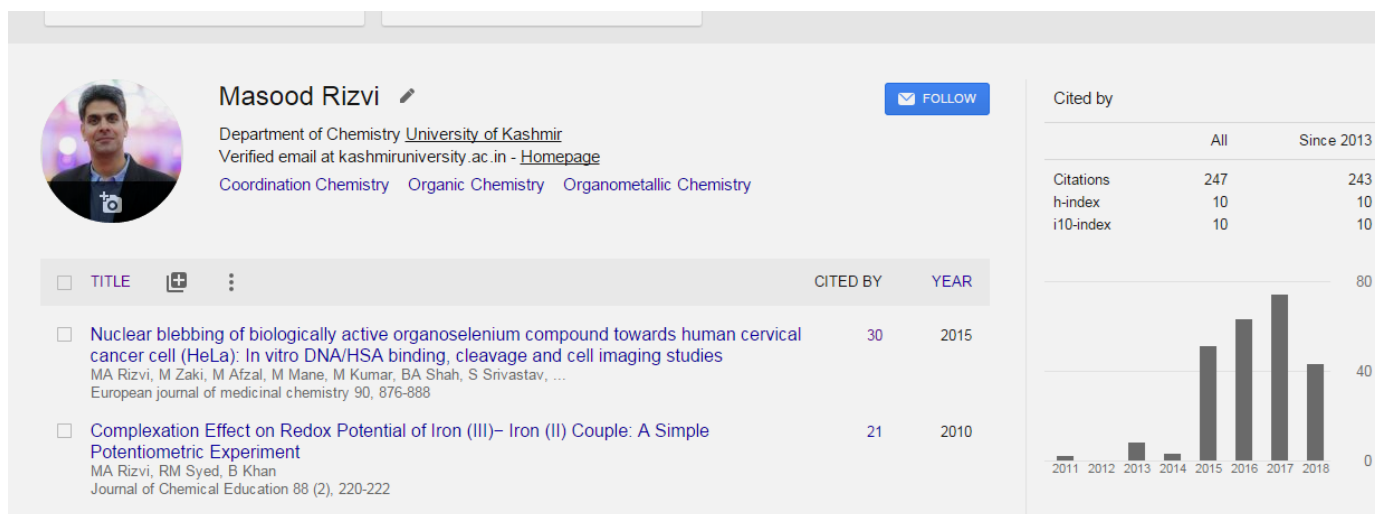 Masood Rizvi
FOLLOW
Department of Chemistry University of Kashmir
Verified email at kashmiruniversity.ac.in - Homepage
Coordination Chemistry Organic Chemistry Organometallic Chemistry
TITLE CITED BY YEAR
Nuclear blebbing of biologically active organoselenium compound towards human cervical 30 2015
cancer cell (HeLa): In vitro DNA/HSA binding, cleavage and cell imaging studies
MA Rizvi, M Zaki, M Afzal, M Mane, M Kumar, BA Shah, S Srivastav, ...
European journal of medicinal chemistry 90, 876-888
Complexation Effect on Redox Potential of Iron (III)− Iron (II) Couple: A Simple 21 2010
Potentiometric Experiment
MA Rizvi, RM Syed, B Khan
Journal of Chemical Education 88 (2), 220-222
Cited by
All Since 2013
Citations 247 243
h-index 10 10
i10-index 10 10
80
40
0
2011 2012 2013 2014 2015 2016 2017 2018